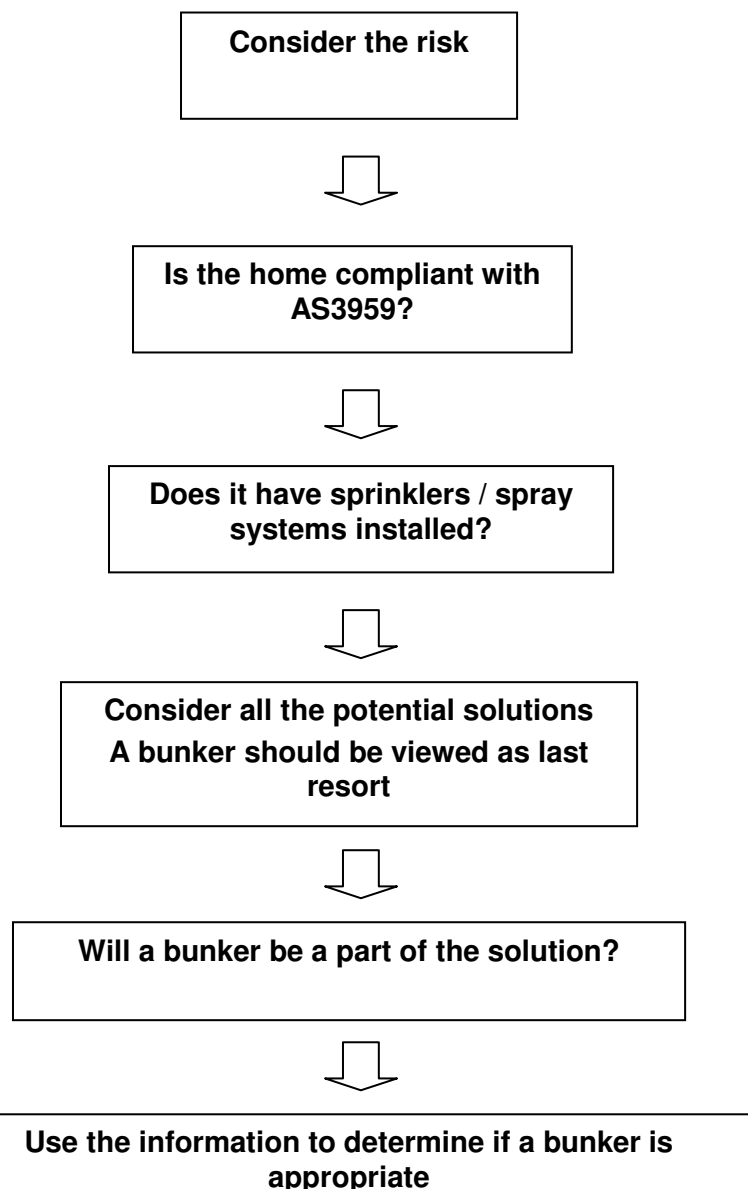 Consider the risk
Is the home compliant with
AS3959?
Does it have sprinklers / spray
systems installed?
Consider all the potential solutions
A bunker should be viewed as last
resort
Will a bunker be a part of the solution?
Use the information to determine if a bunker is
appropriate